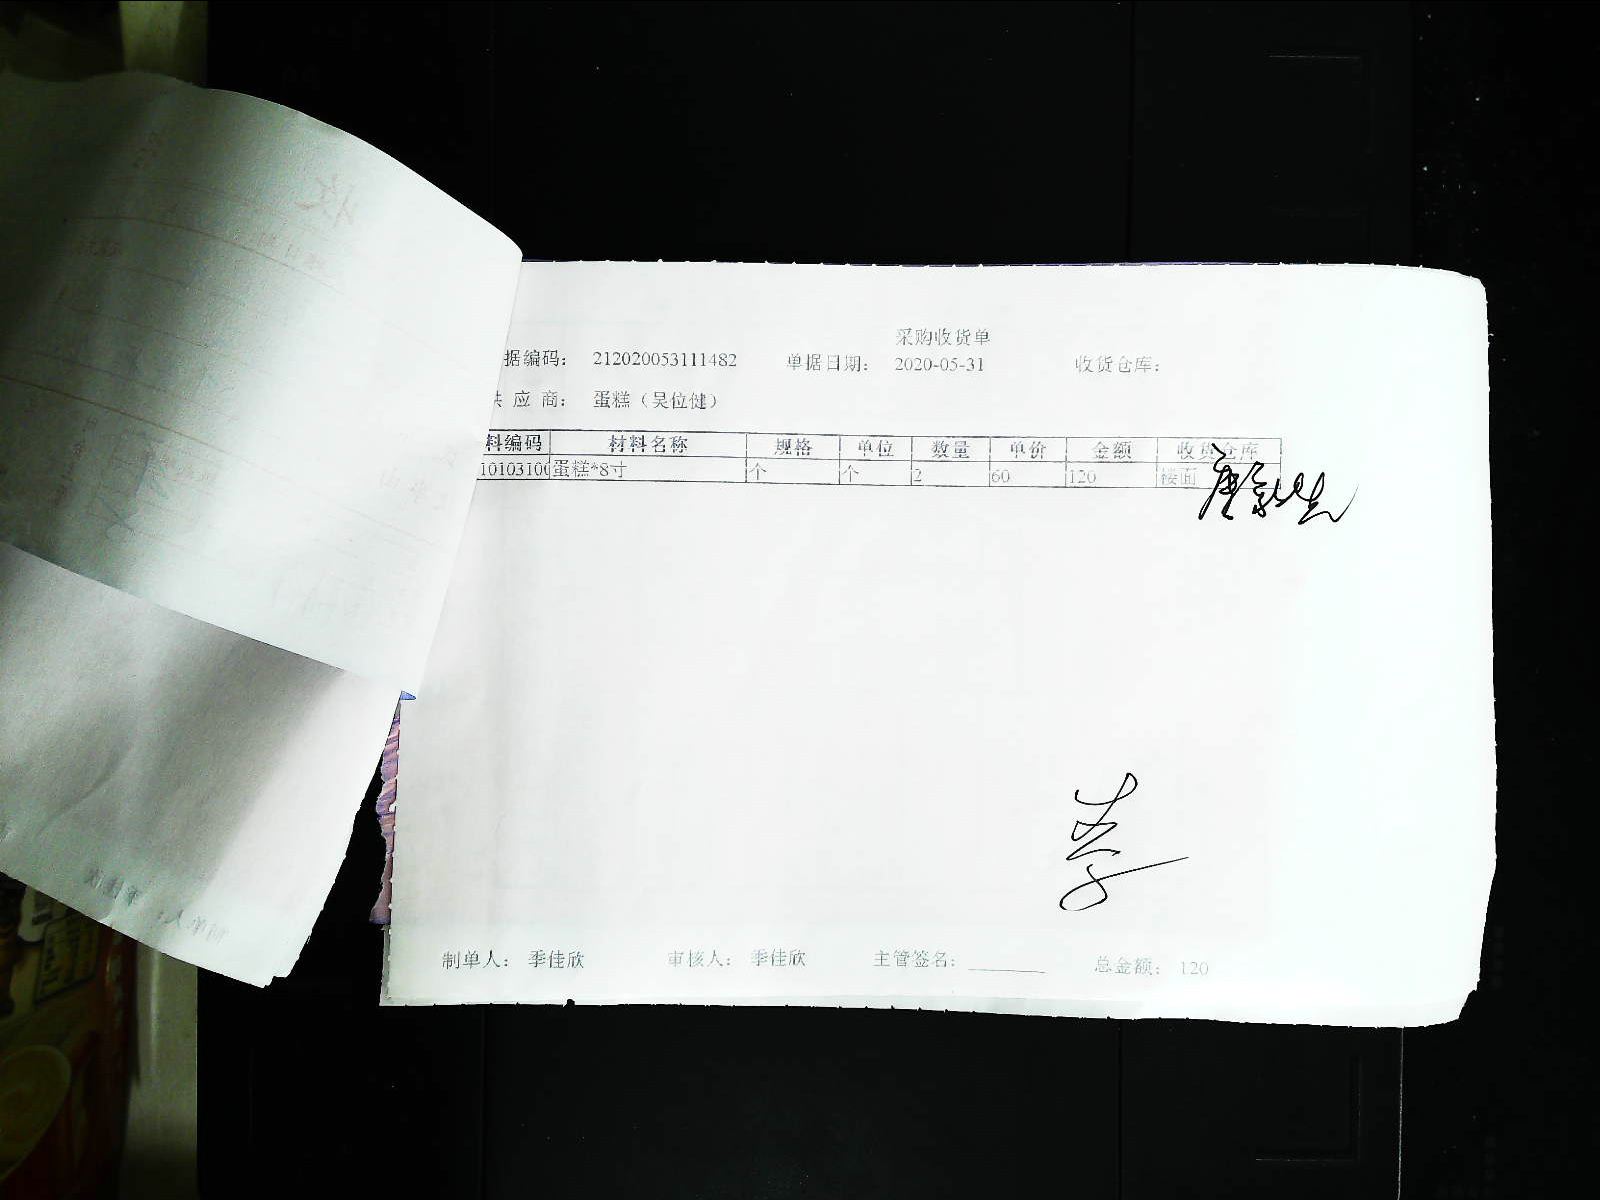 采购收货单
据编码： 212020053111482 单据日期： 2020-05-31 收货仓库：
供 应 商： 蛋糕（吴位健）
料编码 材料名称 规格 单位 数量 单价 金额 收货仓库
1010310 蛋糕*8寸 个 个 2 60 120 楼面
季
制单人： 季佳欣 审核人： 季佳欣 主管签名： 总金额： 120